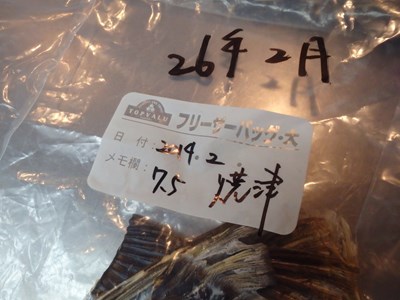 26年2月
TOPVALU
フリーザーバッグ・大
日 付: 2014.2.
メモ欄: 75 焼津